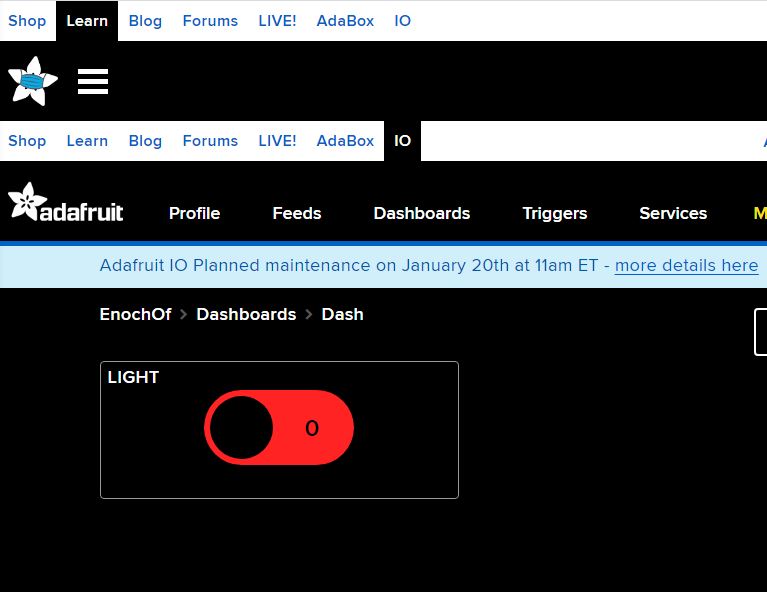 Shop Learn Blog Forums LIVE! AdaBox IO
Shop Learn Blog Forums LIVE! AdaBox IO
adafruit Profile Feeds Dashboards Triggers Services
Adafruit IO Planned maintenance on January 20th at 11am ET - more details here
EnochOf > Dashboards > Dash
LIGHT
0